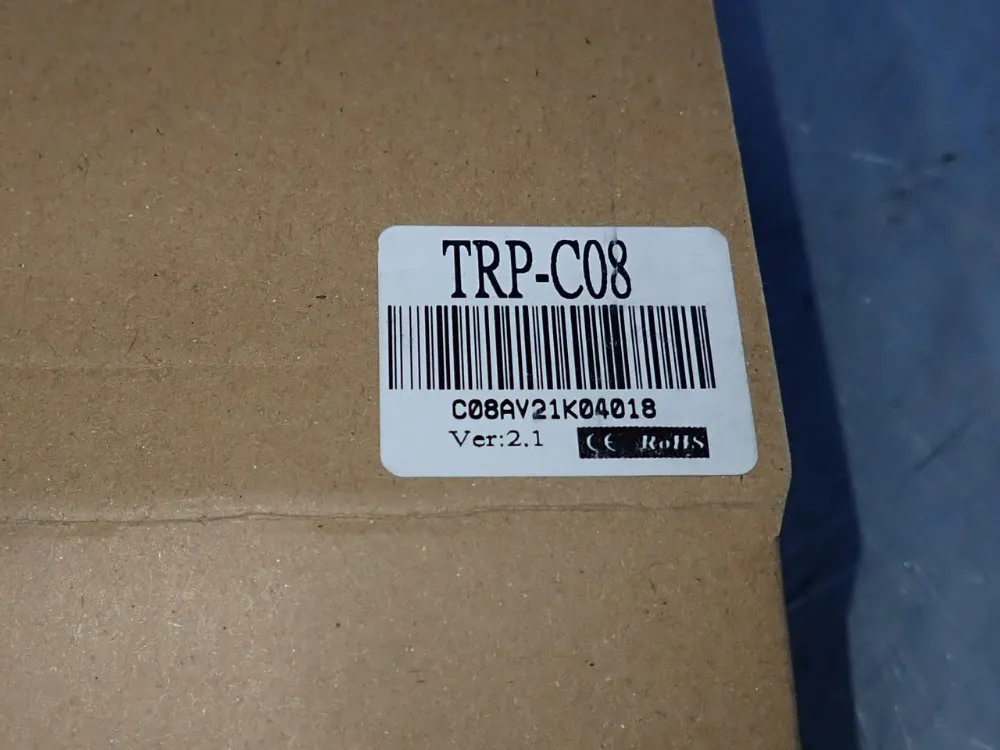 TRP-C08
C08AV21K04018
Ver:2.1 CE RoHS